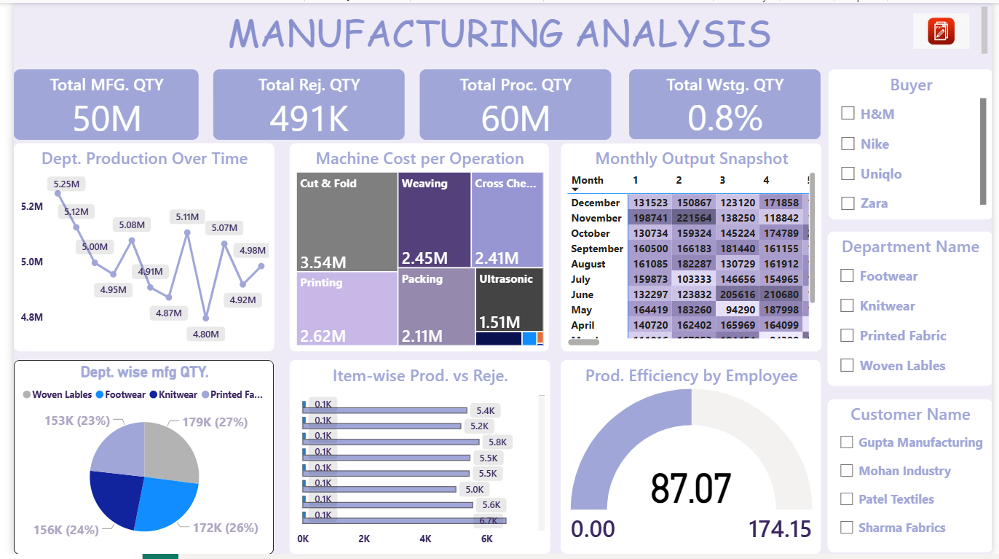 MANUFACTURING ANALYSIS
Total MFG. QTY
50M
Total Rej. QTY
491K
Total Proc. QTY
60M
Total Wstg. QTY
0.8%
Buyer
H&M
Nike
Uniqlo
Zara
Dept. Production Over Time
5.2M
5.0M
4.8M
5.25M
5.12M
5.00M
4.95M
5.08M
4.91M
4.87M
5.11M
4.80M
5.07M
4.92M
4.98M
Machine Cost per Operation
Cut & Fold
3.54M
Weaving
2.45M
Cross Che...
2.41M
Printing
2.62M
Packing
2.11M
Ultrasonic
1.51M
Monthly Output Snapshot
Month 1 2 3 4
December 131523 150867 123120 171858
November 198741 221564 138250 118842
October 130734 159324 145224 174789
September 160500 166183 181440 161155
August 161085 182287 130729 161912
July 159873 103333 146656 154965
June 132297 123832 205616 210680
May 164419 183260 94290 187998
April 140720 162402 165969 164099
Department Name
Footwear
Knitwear
Printed Fabric
Woven Lables
Dept. wise mfg QTY.
Woven Lables Footwear Knitwear Printed Fa...
153K (23%)
179K (27%)
156K (24%)
172K (26%)
Item-wise Prod. vs Reje.
0.1K
5.4K
0.1K
5.2K
0.1K
5.8K
0.1K
5.5K
0.1K
5.5K
0.1K
5.0K
0.1K
5.6K
0.1K
6.7K
0K 2K 4K 6K
Prod. Efficiency by Employee
87.07
0.00
174.15
Customer Name
Gupta Manufacturing
Mohan Industry
Patel Textiles
Sharma Fabrics